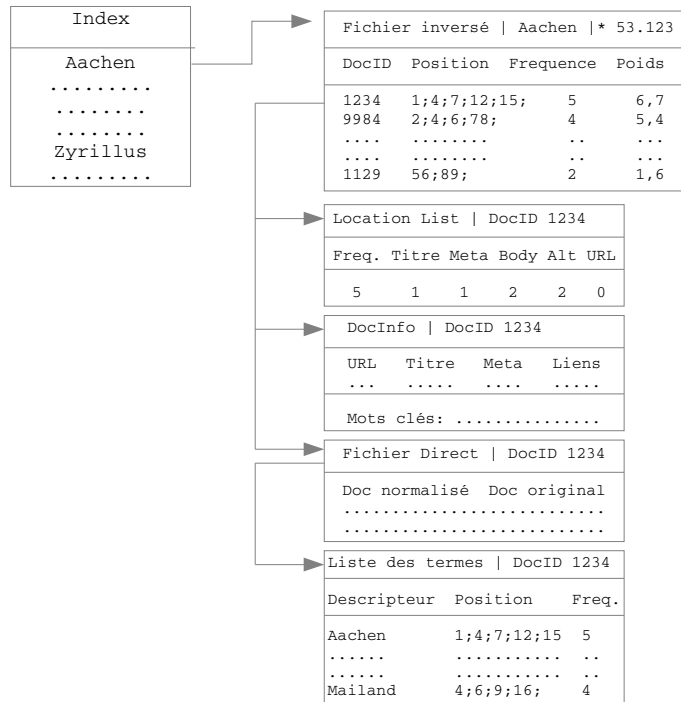 Index
Aachen
.........
........
........
Zyrillus
.........
Fichier inversé | Aachen |* 53.123
DocID Position Frequence Poids
1234 1;4;7;12;15; 5 6,7
9984 2;4;6;78; 4 5,4
.... ........ .. ...
.... ........ .. ...
1129 56;89; 2 1,6
Location List | DocID 1234
Freq. Titre Meta Body Alt URL
5 1 1 2 2 0
DocInfo | DocID 1234
URL Titre Meta Liens
... ..... .... .....
Mots clés: ...............
Fichier Direct | DocID 1234
Doc normalisé Doc original
...........................
...........................
Liste des termes | DocID 1234
Descripteur Position Freq.
Aachen 1;4;7;12;15 5
...... ........... ..
...... ........... ..
Mailand 4;6;9;16; 4